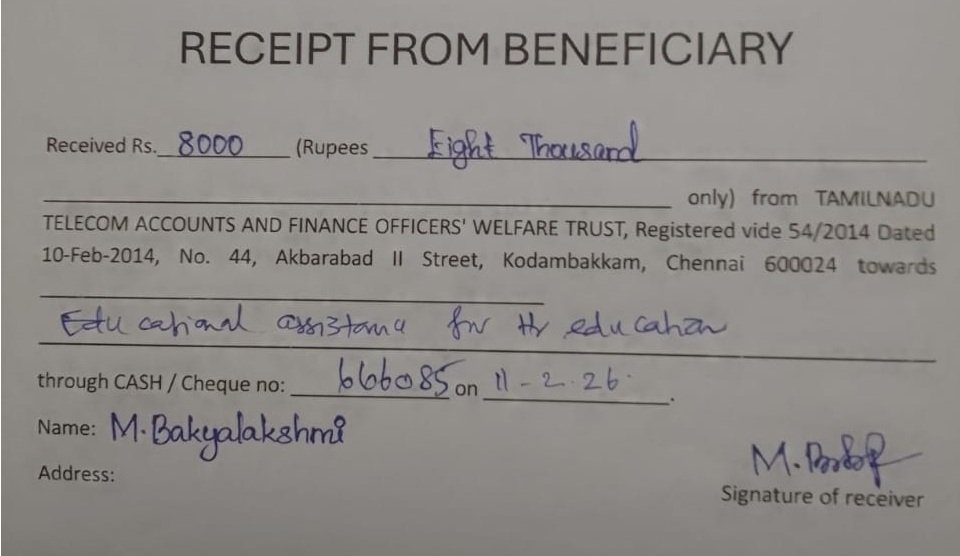 RECEIPT FROM BENEFICIARY
Received Rs. 8000 (Rupees Eight Thousand
only) from TAMILNADU
TELECOM ACCOUNTS AND FINANCE OFFICERS' WELFARE TRUST, Registered vide 54/2014 Dated
10-Feb-2014, No. 44, Akbarabad II Street, Kodambakkam, Chennai 600024 towards
Educational assistance for Hr education
through CASH / Cheque no: 666085 on 11-2-26.
Name: M.Bakyalakshmi
Address:
Signature of receiver